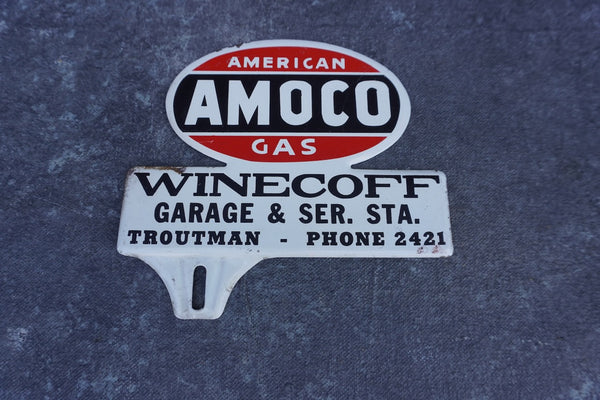 AMERICAN
AMOCO
GAS
WINECOFF
GARAGE & SER. STA.
TROUTMAN - PHONE 2421